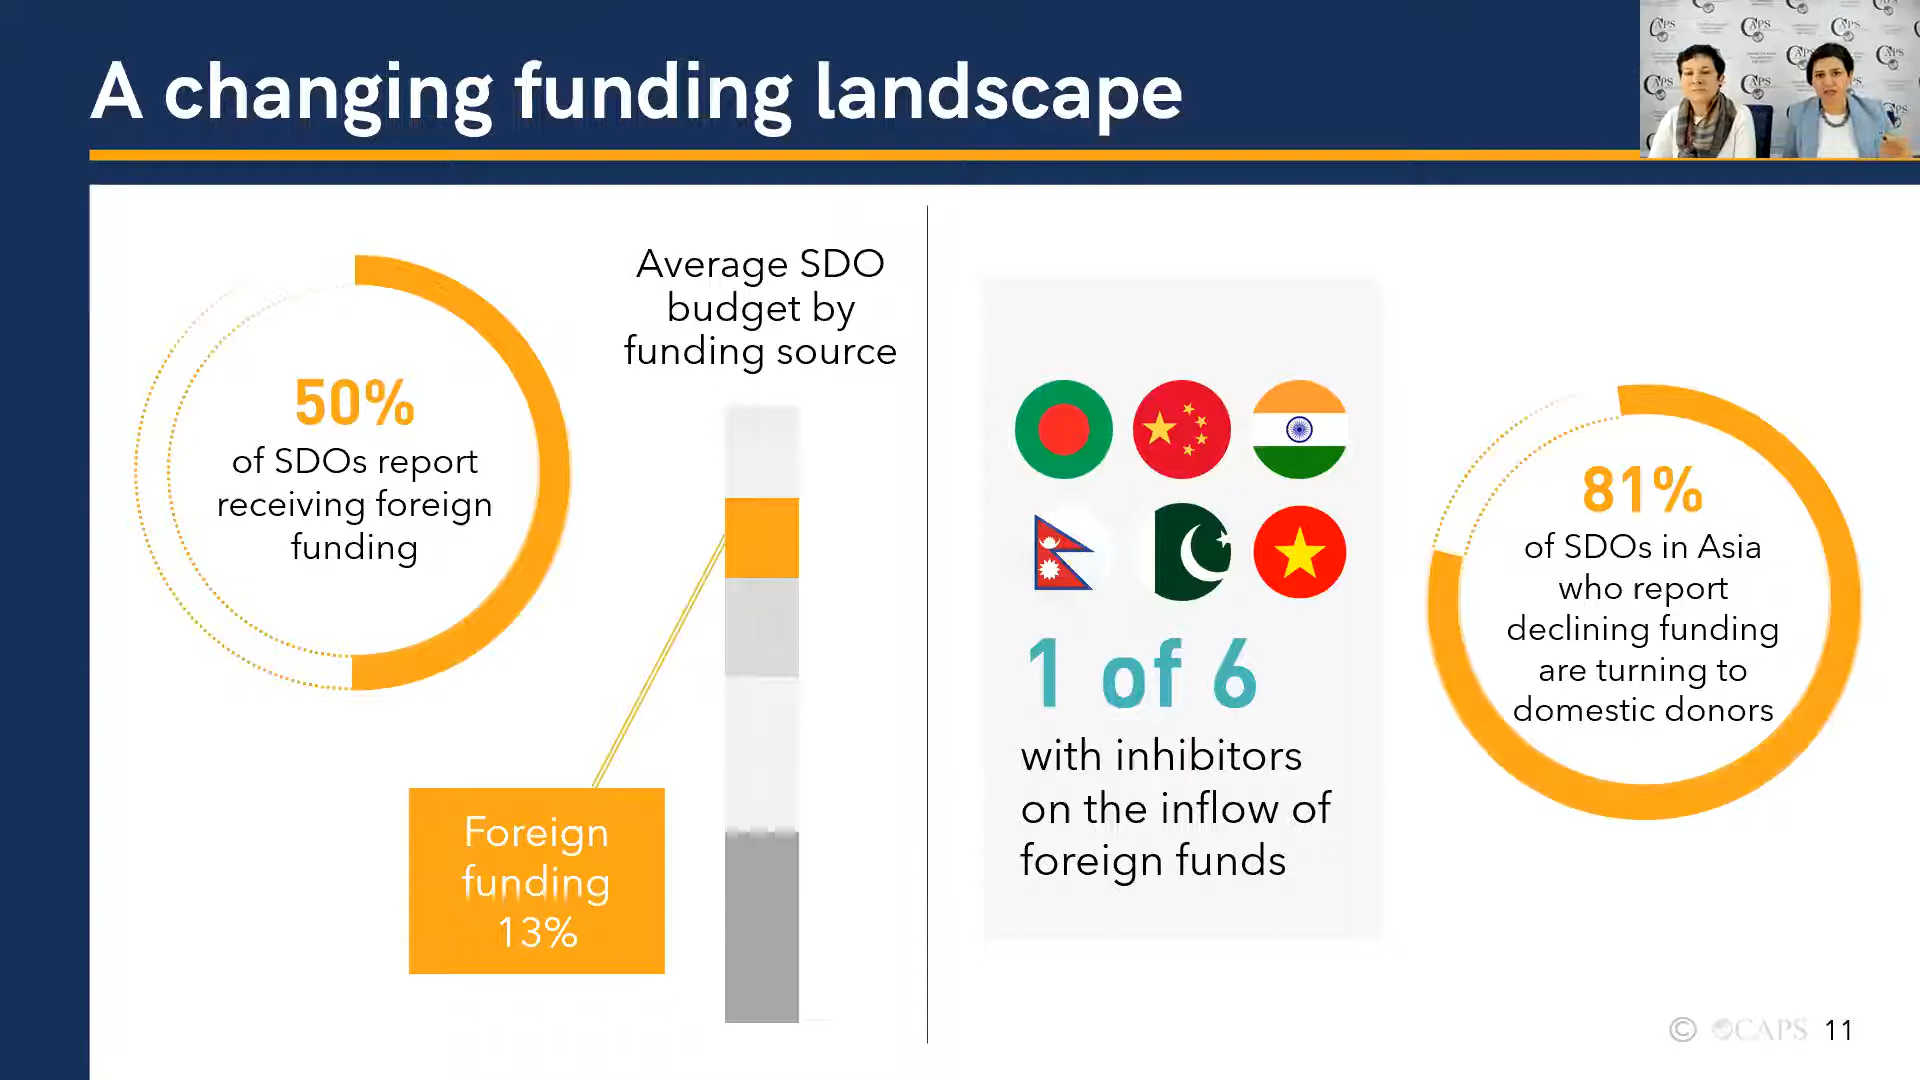 A changing funding landscape
50%
of SDOs report
receiving foreign
funding
Average SDO
budget by
funding source
Foreign
funding
13%
1 of 6
with inhibitors
on the inflow of
foreign funds
81%
of SDOs in Asia
who report
declining funding
are turning to
domestic donors
© CAPS 11
CAPS